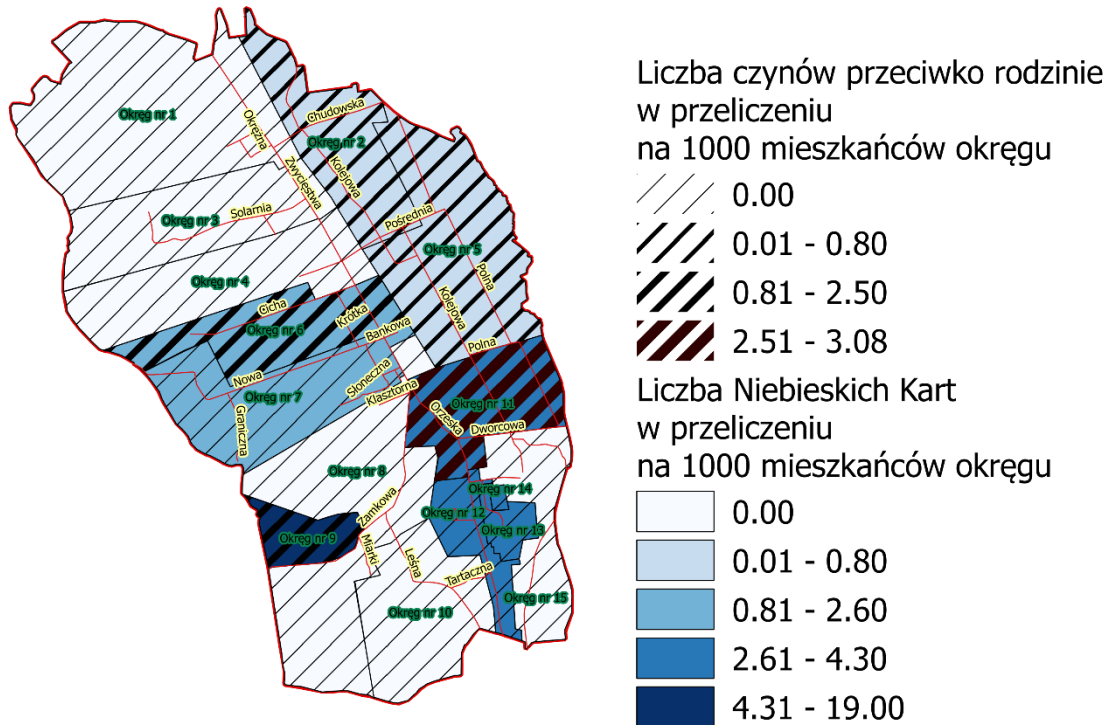 Okręg nr 1
Okrężna
Chudowska
Okręg nr 2
Zwycięstwa
Kolejowa
Okręg nr 3
Solarnia
Pośrednia
Okręg nr 5
Okręg nr 4
Polna
Cicha
Okręg nr 6
Krótka
Bankowa
Kolejowa
Polna
Nowa
Okręg nr 7
Słoneczna
Klasztorna
Graniczna
Okręg nr 11
Orzeska
Dworcowa
Okręg nr 8
Okręg nr 14
Zamkowa
Okręg nr 12
Okręg nr 13
Okręg nr 9
Miarki
Leśna
Tartaczna
Okręg nr 10
Okręg nr 15
Liczba czynów przeciwko rodzinie
w przeliczeniu
na 1000 mieszkańców okręgu
0.00
0.01 - 0.80
0.81 - 2.50
2.51 - 3.08
Liczba Niebieskich Kart
w przeliczeniu
na 1000 mieszkańców okręgu
0.00
0.01 - 0.80
0.81 - 2.60
2.61 - 4.30
4.31 - 19.00